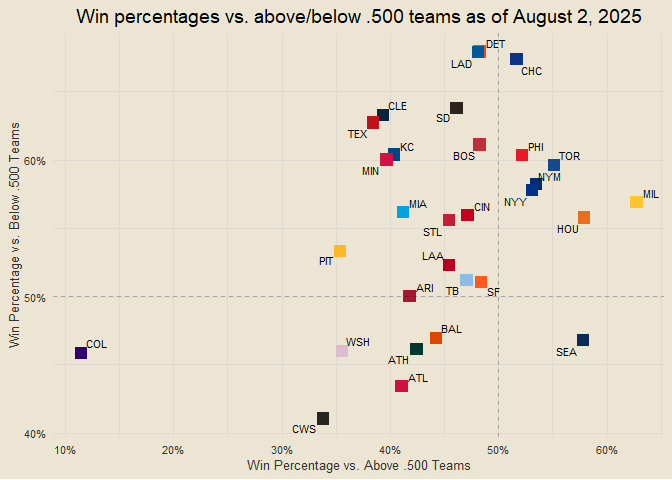 Win percentages vs. above/below .500 teams as of August 2, 2025
DET
LAD
CHC
CLE
SD
TEX
KC
BOS
PHI
TOR
MIN
NYM
NYY
MIL
MIA
CIN
STL
HOU
PIT
LAA
TB
SF
ARI
BAL
WSH
ATH
COL
SEA
ATL
CWS
60%
50%
40%
Win Percentage vs. Below .500 Teams
10%
20%
30%
40%
50%
60%
Win Percentage vs. Above .500 Teams